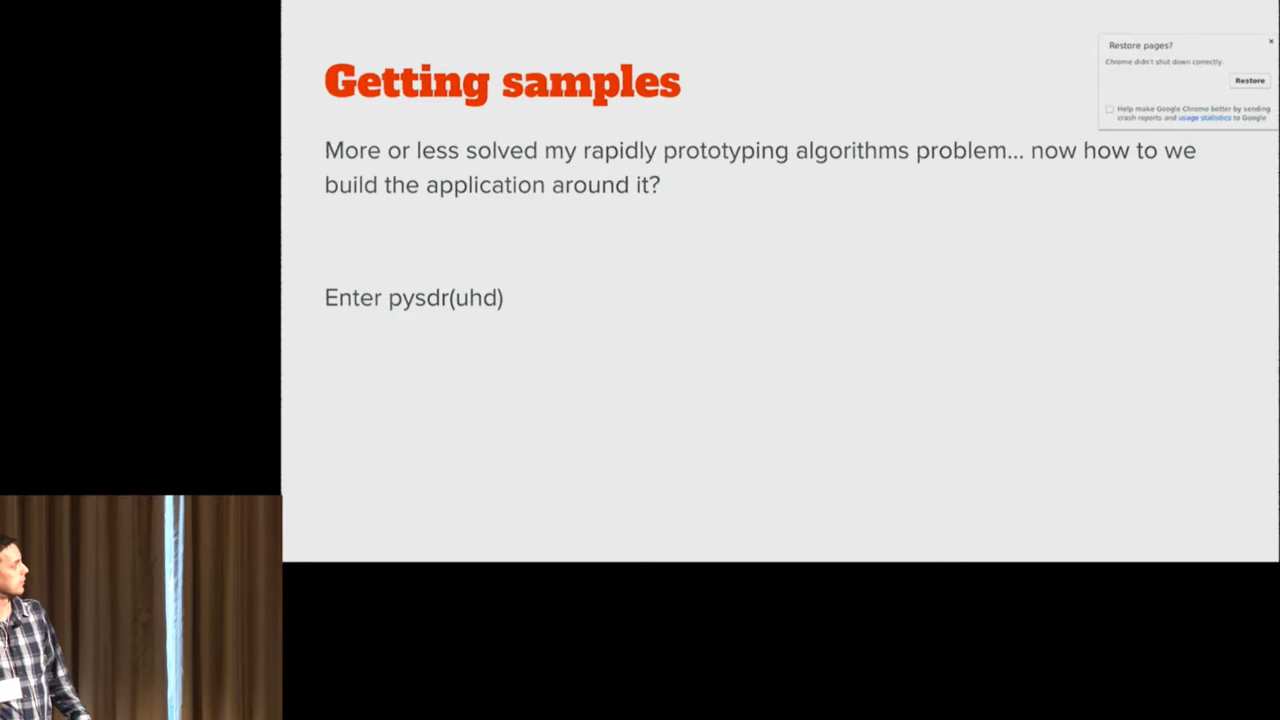 Getting samples
More or less solved my rapidly prototyping algorithms problem... now how to we
build the application around it?
Enter pysdr(uhd)
Restore pages?
Chrome didn't shut down correctly.
Restore
Help make Google Chrome better by sending
crash reports and usage statistics to Google